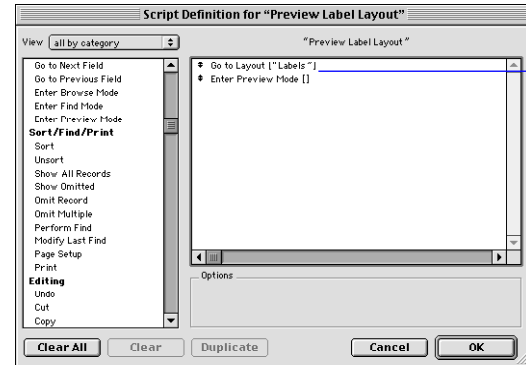 Script Definition for “Preview Label Layout”
View all by category
“Preview Label Layout”
Go to Next Field
Go to Previous Field
Enter Browse Mode
Enter Find Mode
Enter Preview Mode
Sort/Find/Print
Sort
Unsort
Show All Records
Show Omitted
Omit Record
Omit Multiple
Perform Find
Modify Last Find
Page Setup
Print
Editing
Undo
Cut
Copy
Go to Layout [“Labels”]
Enter Preview Mode []
Options
Clear All
Clear
Duplicate
Cancel
OK